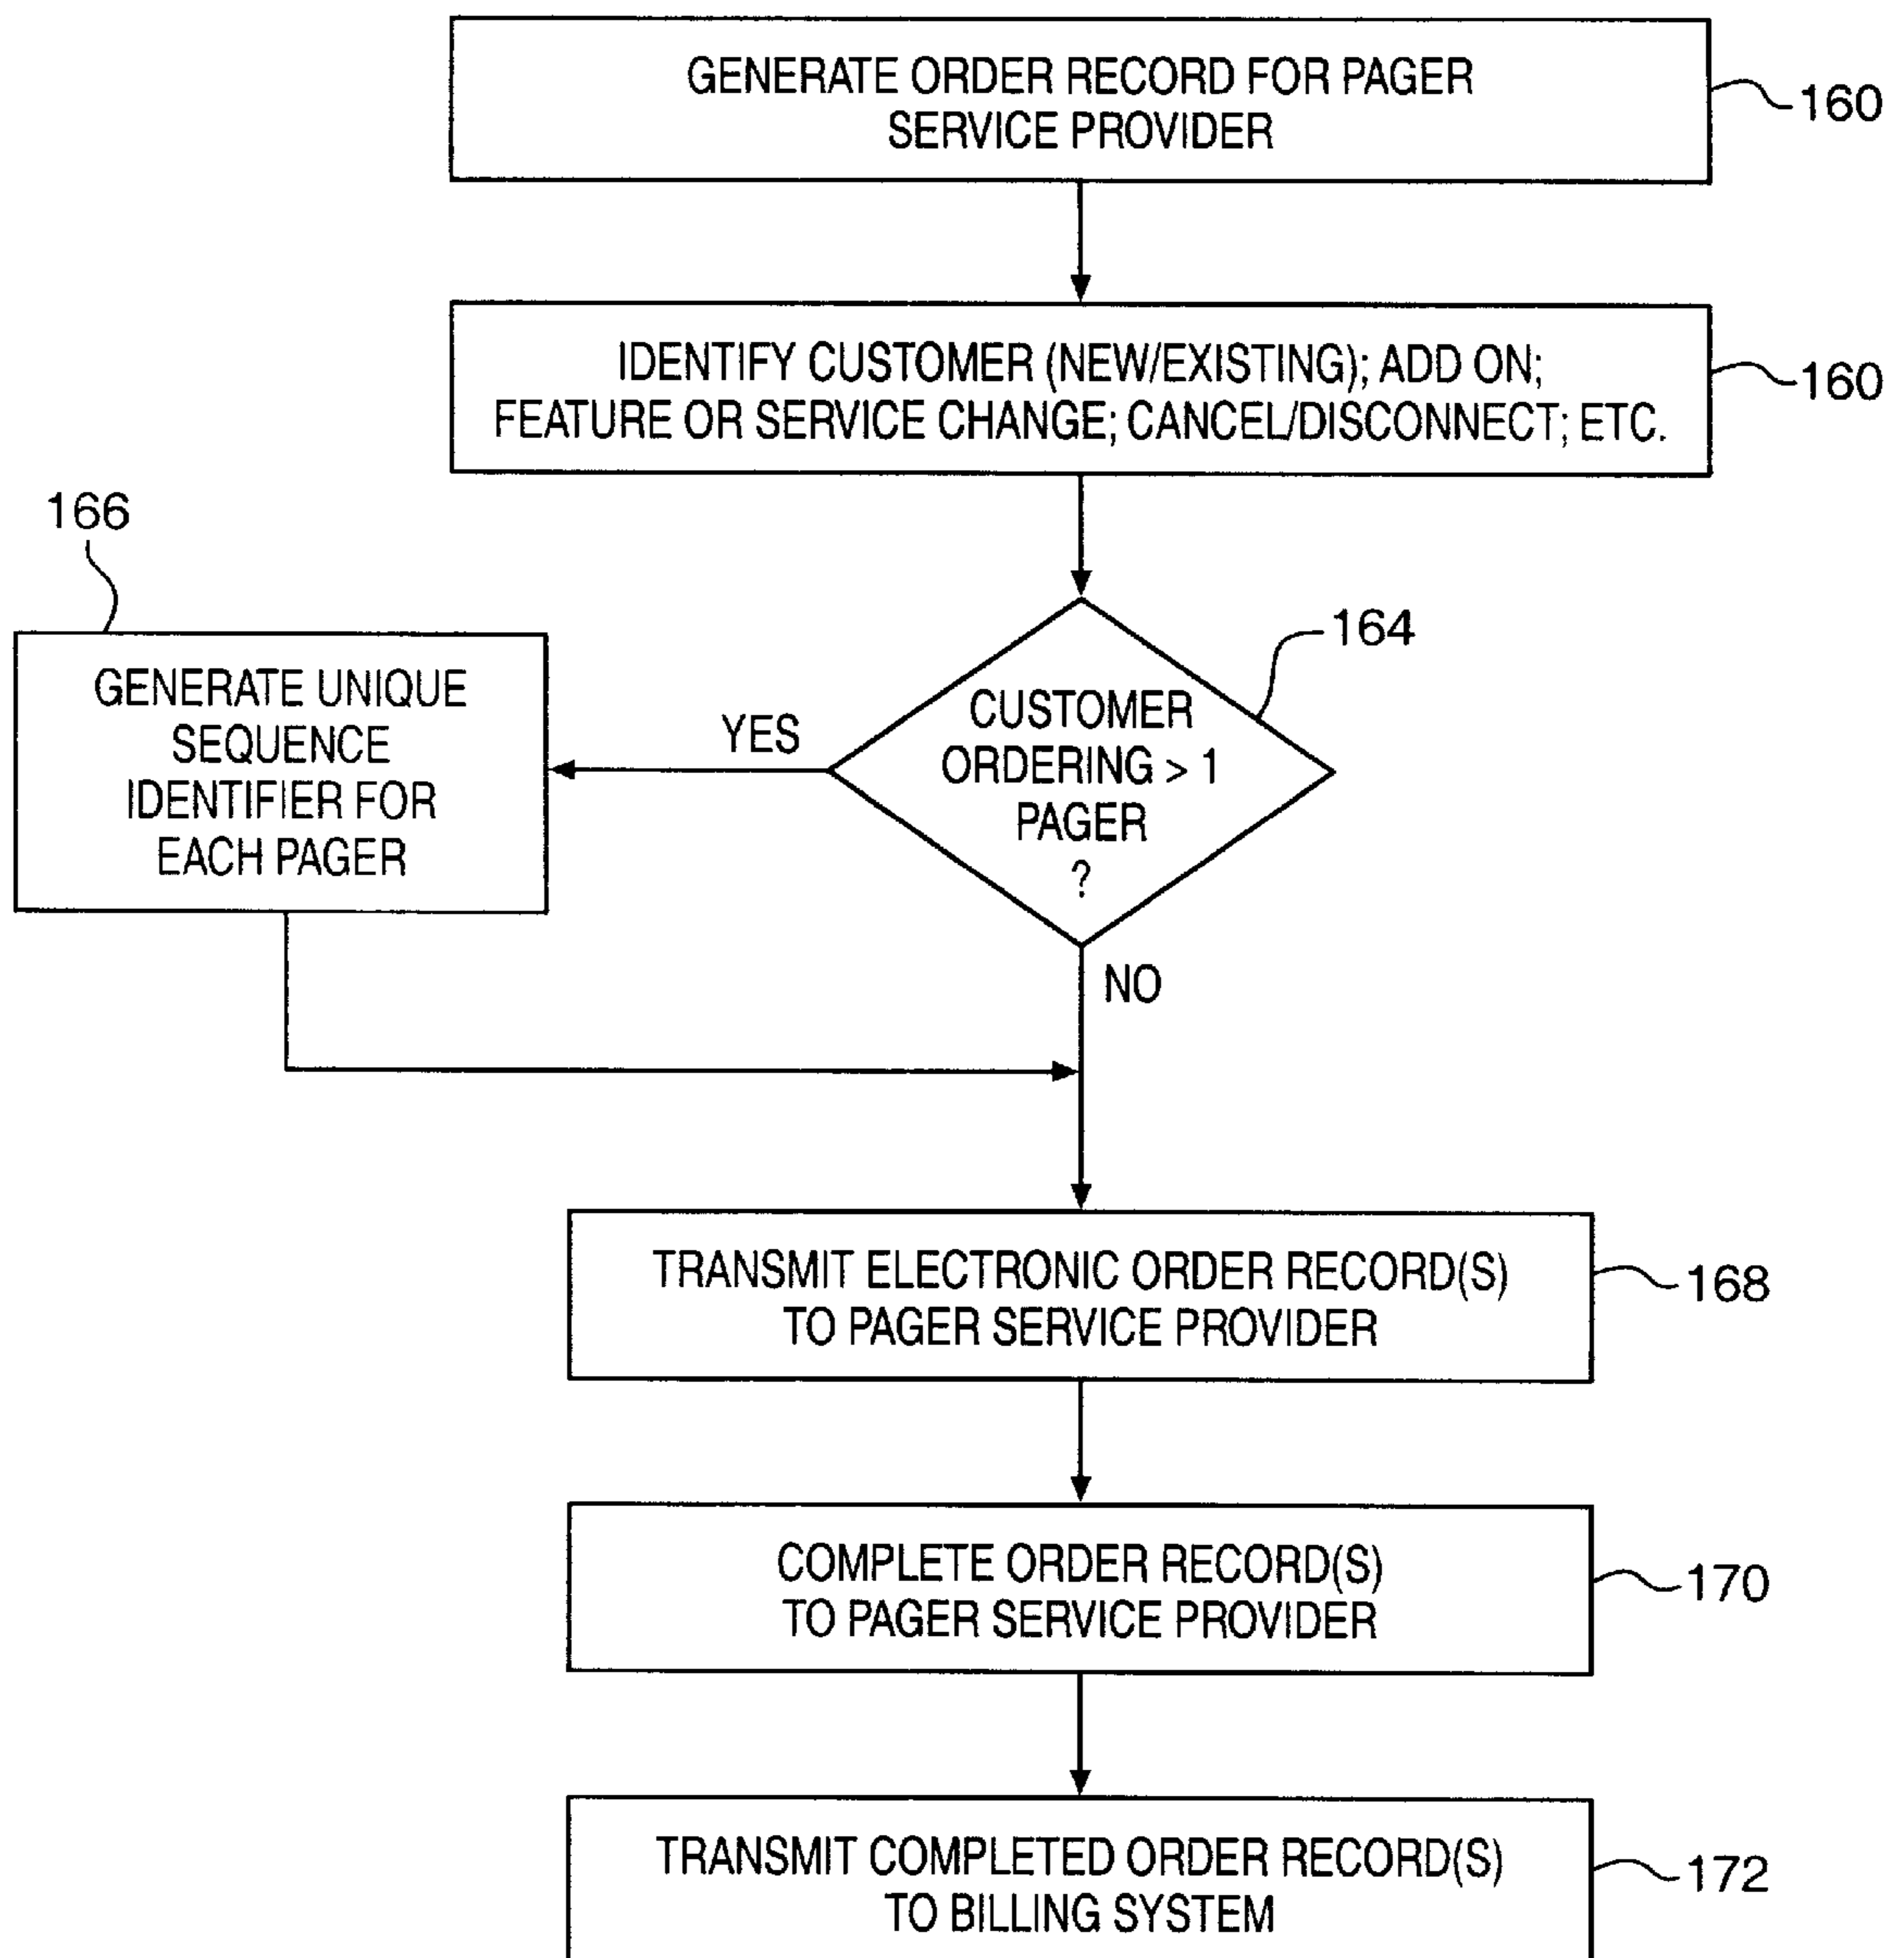 GENERATE ORDER RECORD FOR PAGER
SERVICE PROVIDER
160
IDENTIFY CUSTOMER (NEW/EXISTING); ADD ON;
FEATURE OR SERVICE CHANGE; CANCEL/DISCONNECT; ETC.
160
166
GENERATE UNIQUE
SEQUENCE
IDENTIFIER FOR
EACH PAGER
YES
164
CUSTOMER
ORDERING > 1
PAGER
?
NO
TRANSMIT ELECTRONIC ORDER RECORD(S)
TO PAGER SERVICE PROVIDER
168
COMPLETE ORDER RECORD(S)
TO PAGER SERVICE PROVIDER
170
TRANSMIT COMPLETED ORDER RECORD(S)
TO BILLING SYSTEM
172